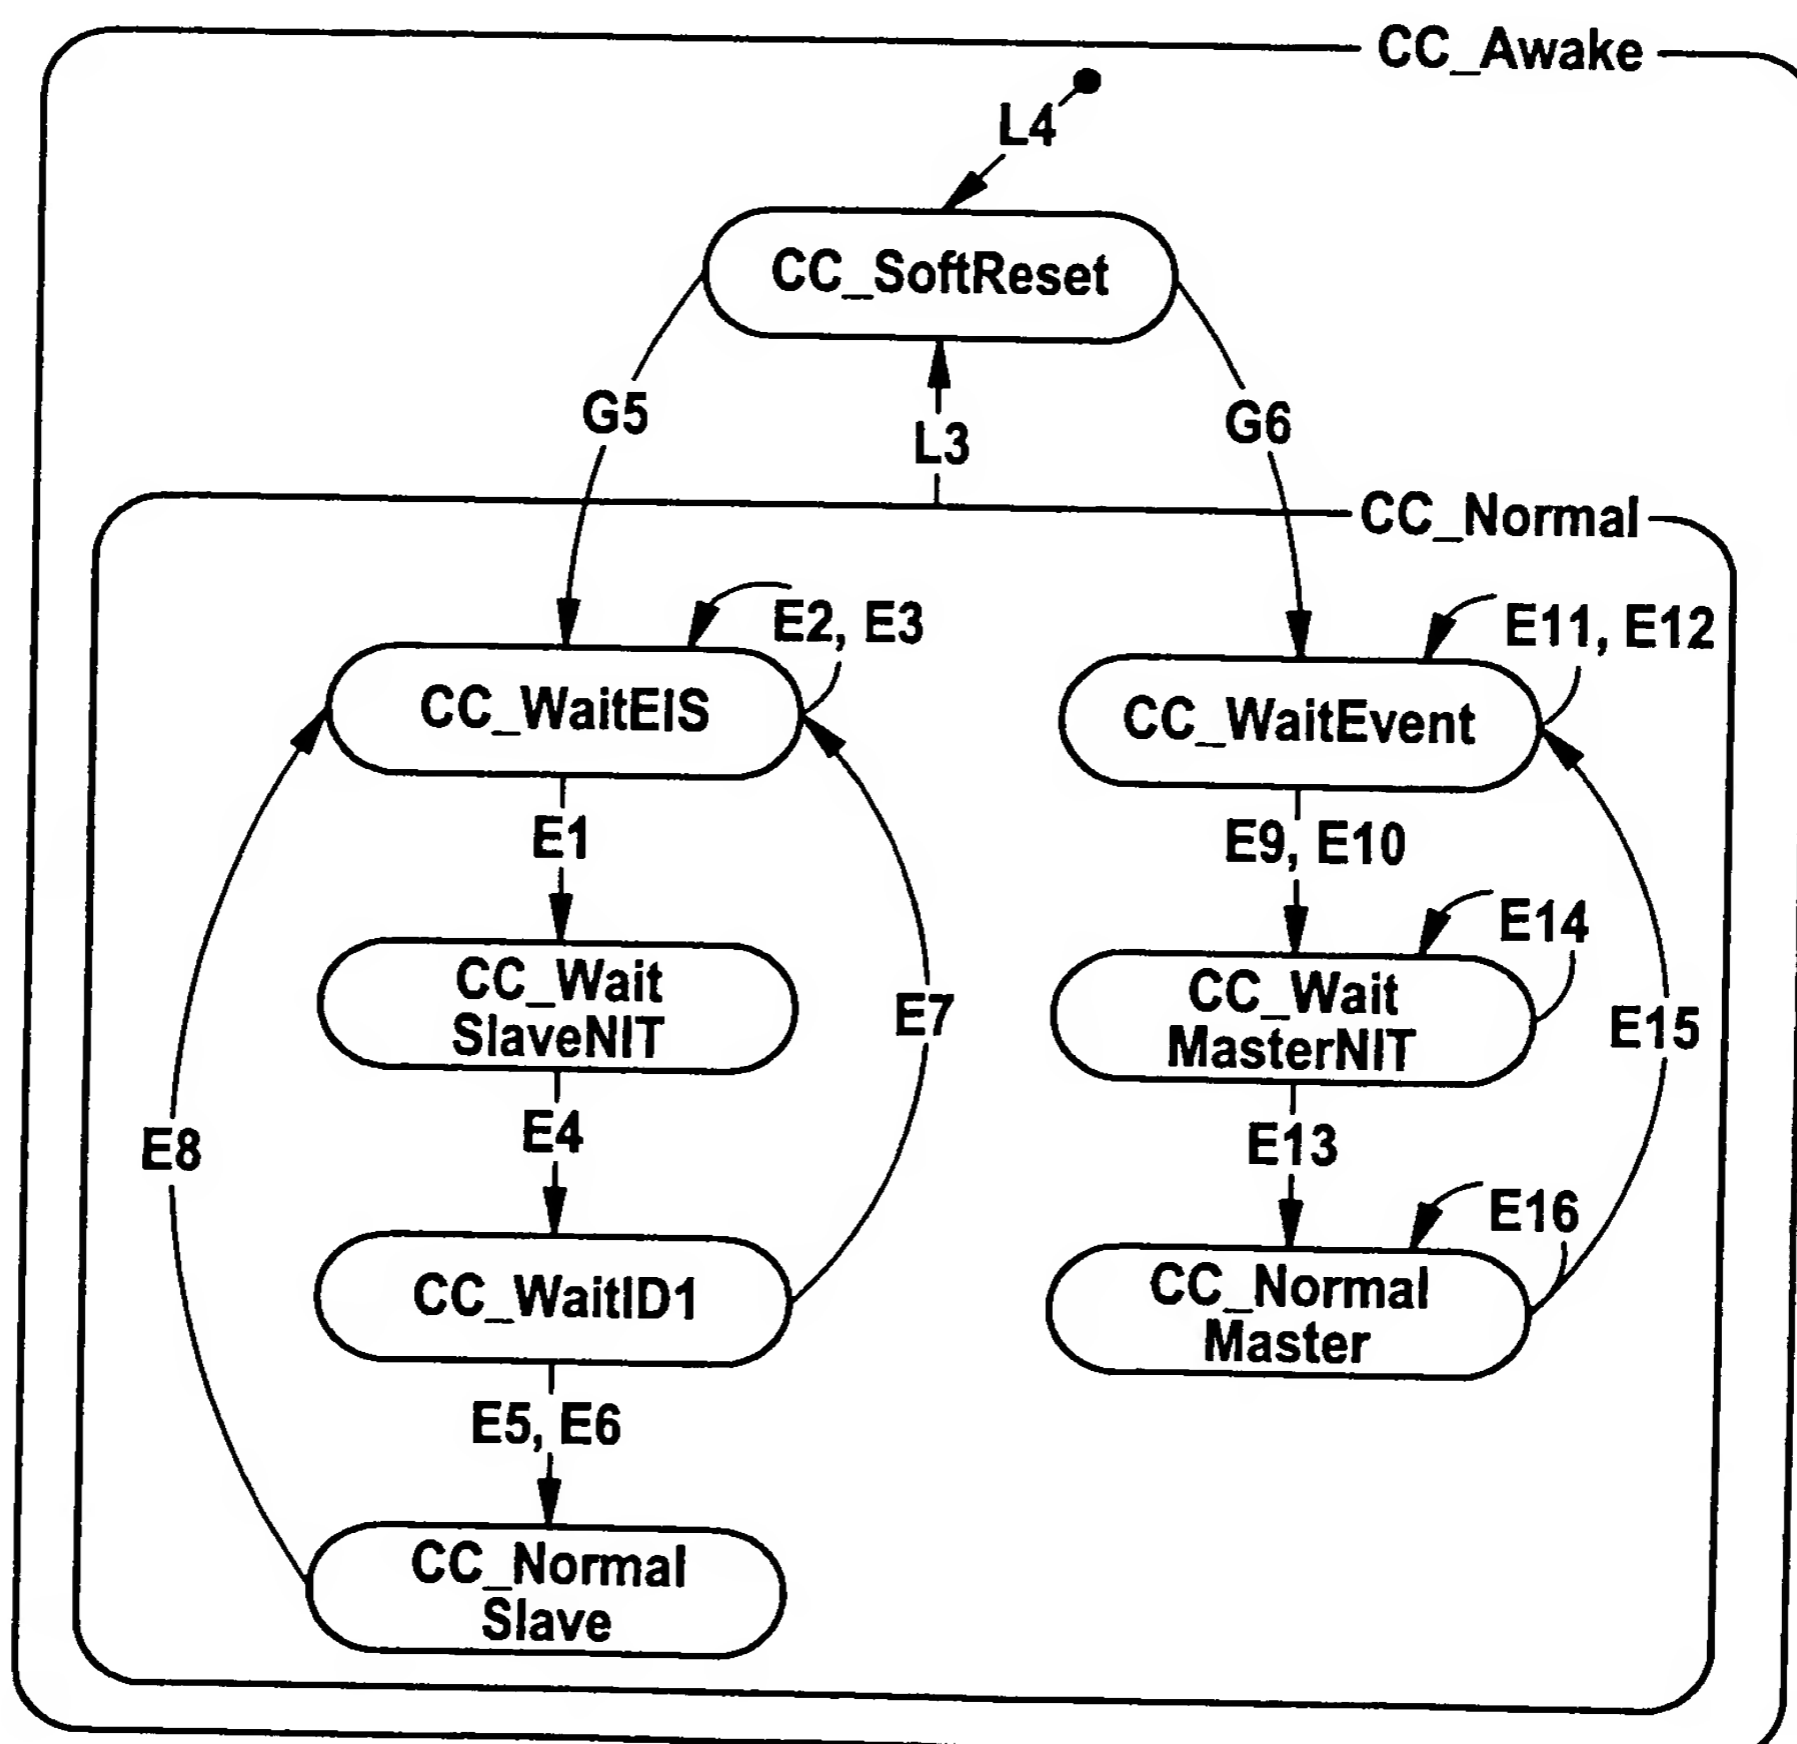 CC_Awake
L4
CC_SoftReset
G5
L3
G6
CC_Normal
E2, E3
E11, E12
CC_WaitEIS
CC_WaitEvent
E1
E9, E10
E14
CC_Wait
SlaveNIT
CC_Wait
MasterNIT
E7
E15
E8
E4
E13
E16
CC_WaitID1
CC_Normal
Master
E5, E6
CC_Normal
Slave